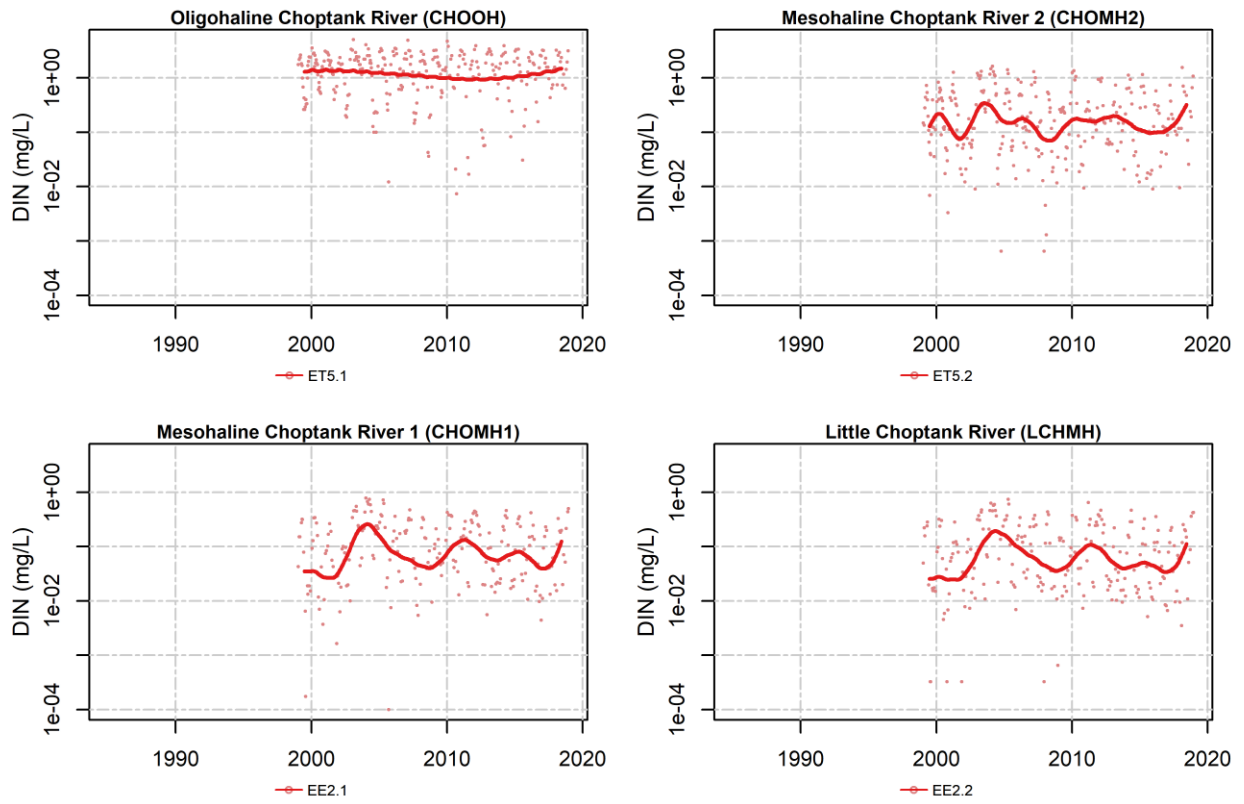 Oligohaline Choptank River (CHOOH)
DIN (mg/L)
1e+00
1e-02
1e-04
1990 2000 2010 2020
ET5.1
Mesohaline Choptank River 2 (CHOMH2)
DIN (mg/L)
1e+00
1e-02
1e-04
1990 2000 2010 2020
ET5.2
Mesohaline Choptank River 1 (CHOMH1)
DIN (mg/L)
1e+00
1e-02
1e-04
1990 2000 2010 2020
EE2.1
Little Choptank River (LCHMH)
DIN (mg/L)
1e+00
1e-02
1e-04
1990 2000 2010 2020
EE2.2